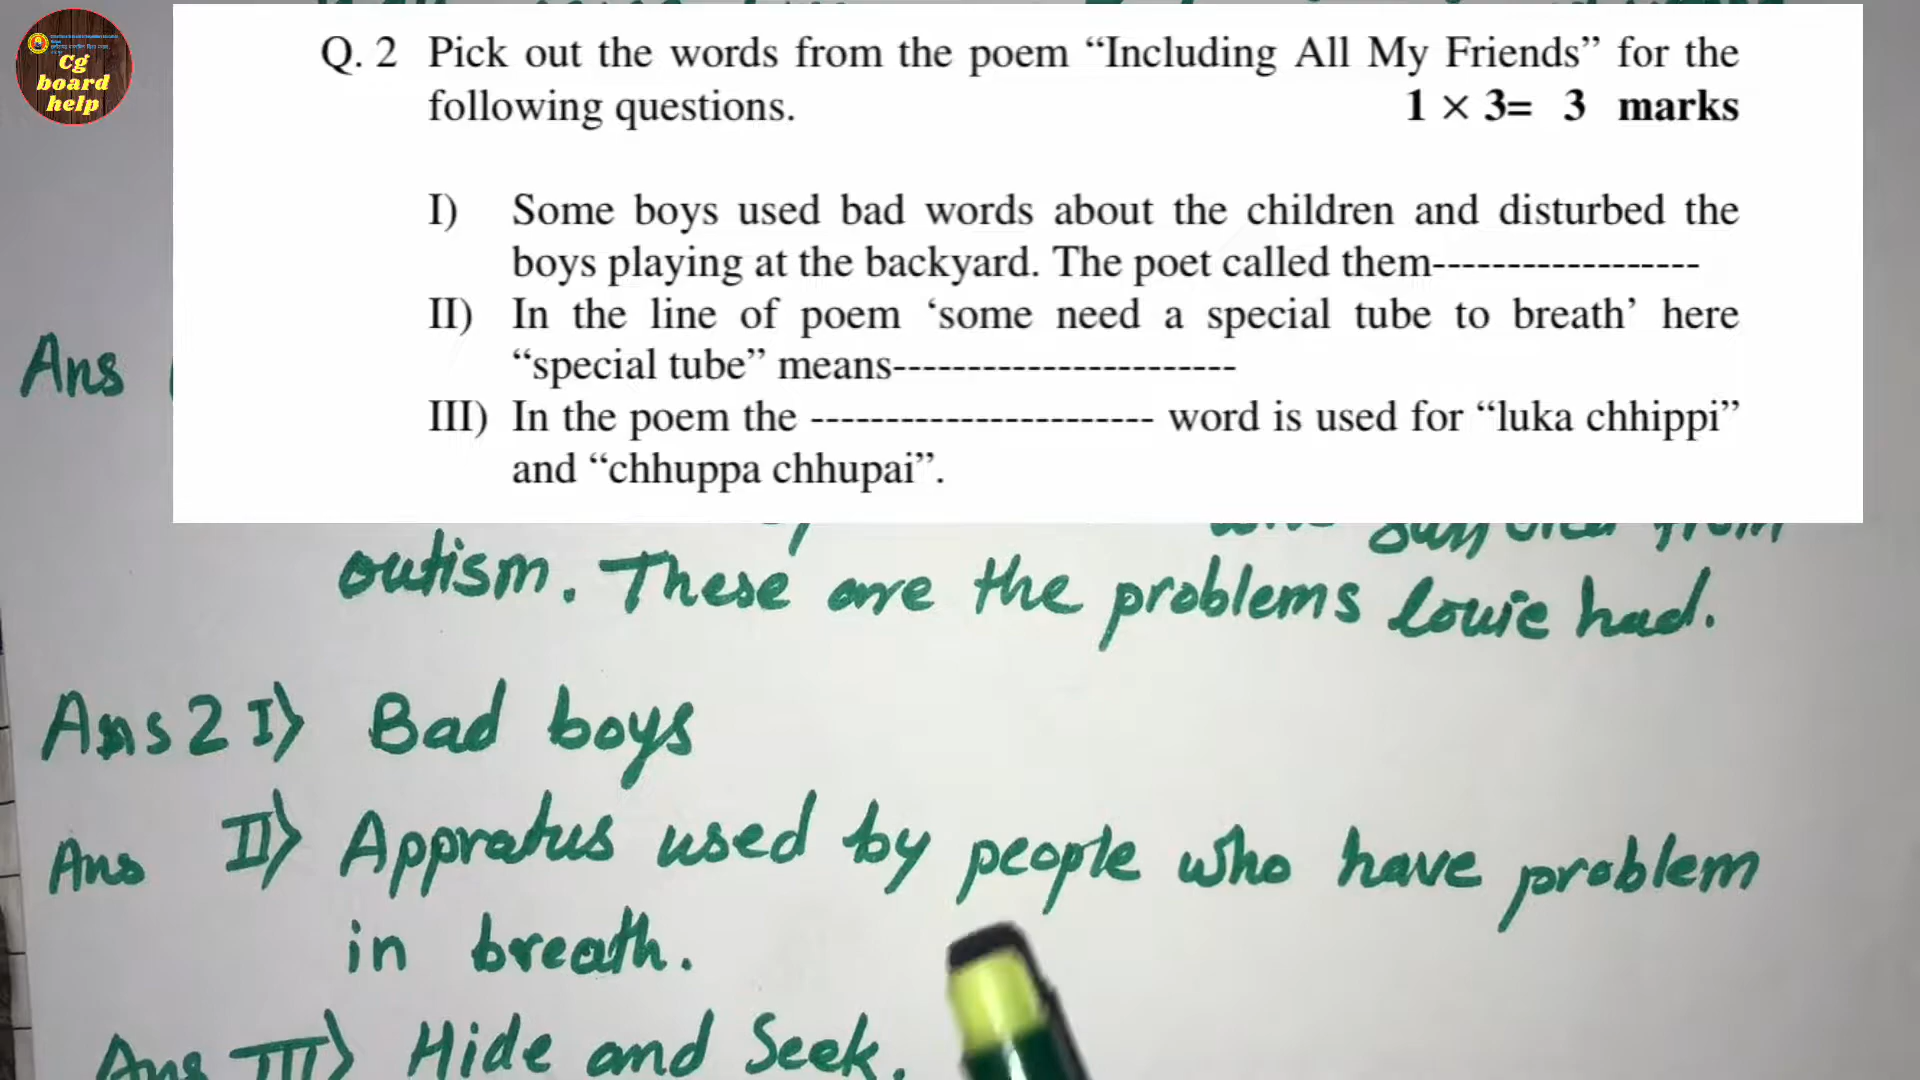 Cg
board
help
Q. 2 Pick out the words from the poem “Including All My Friends” for the
following questions. 1 × 3= 3 marks
I) Some boys used bad words about the children and disturbed the
boys playing at the backyard. The poet called them------------------
II) In the line of poem ‘some need a special tube to breath’ here
“special tube” means-----------------------
III) In the poem the ----------------------- word is used for “luka chhippi”
and “chhuppa chhupai”.
Ans
from
outism. These are the problems louie had.
Ans 2 I) Bad boys
Ans II) Appratus used by people who have problem
in breath.
Ans III) Hide and Seek.